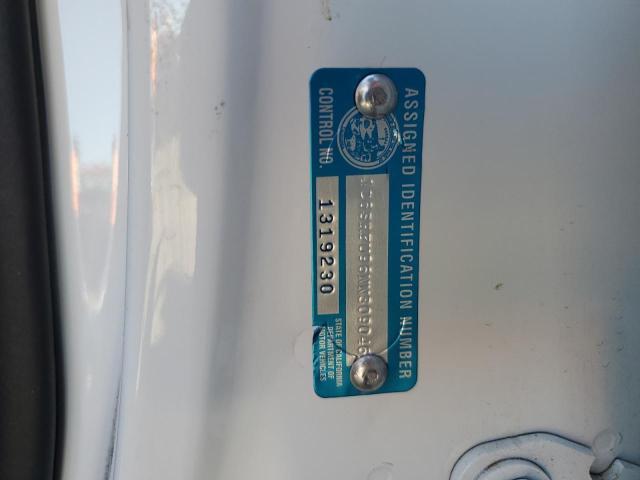 ASSIGNED IDENTIFICATION NUMBER
CONTROL NO.
1319230
STATE OF CALIFORNIA
DEPARTMENT OF
MOTOR VEHICLES